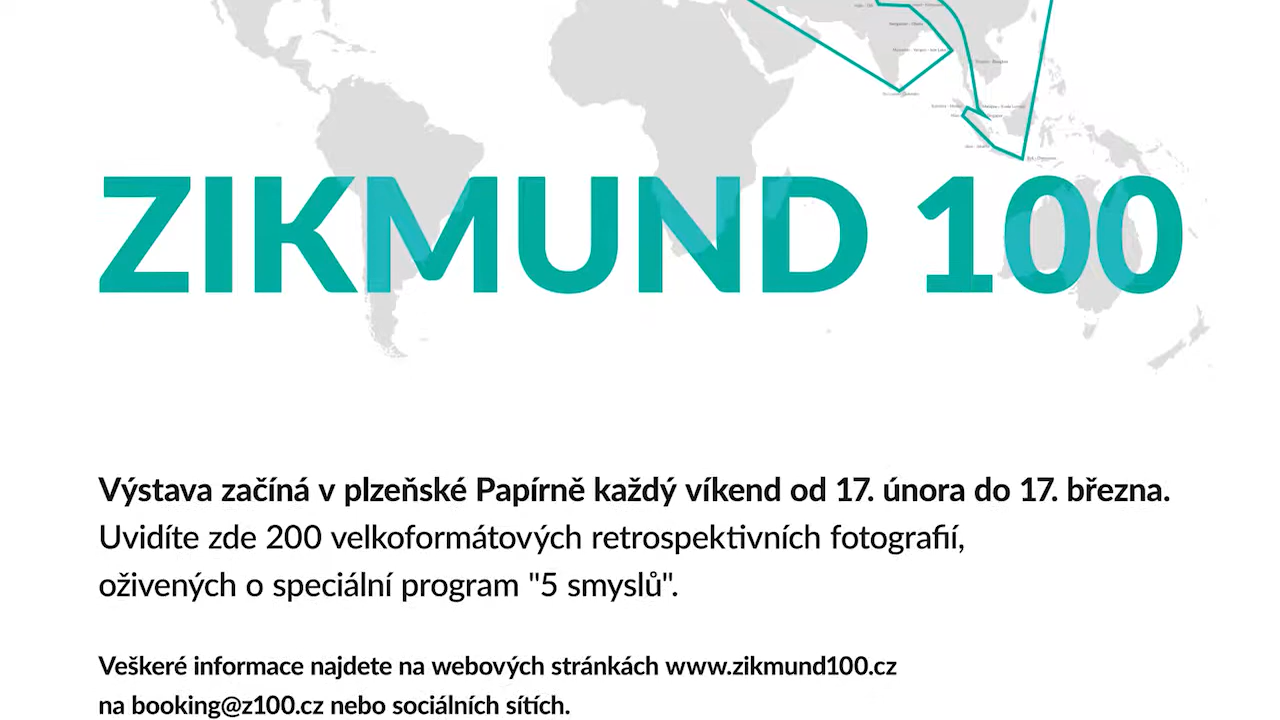 ZIKMUND 100
Výstava začíná v plzeňské Papírně každý víkend od 17. února do 17. března.
Uvidíte zde 200 velkoformátových retrospektivních fotografií,
oživených o speciální program "5 smyslů".
Veškeré informace najdete na webových stránkách www.zikmund100.cz
na booking@z100.cz nebo sociálních sítích.